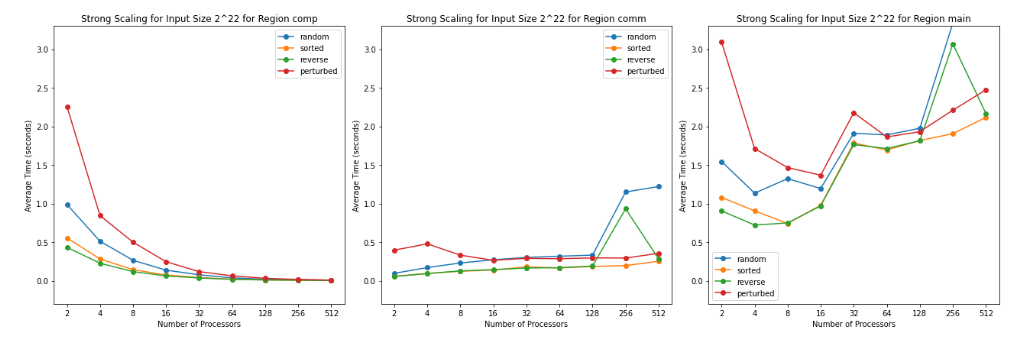 Strong Scaling for Input Size 2^22 for Region comp
random
sorted
reverse
perturbed
3.0
2.5
2.0
1.5
1.0
0.5
0.0
Average Time (seconds)
2 4 8 16 32 64 128 256 512
Number of Processors
Strong Scaling for Input Size 2^22 for Region comm
random
sorted
reverse
perturbed
3.0
2.5
2.0
1.5
1.0
0.5
0.0
Average Time (seconds)
2 4 8 16 32 64 128 256 512
Number of Processors
Strong Scaling for Input Size 2^22 for Region main
3.0
2.5
2.0
1.5
1.0
0.5
0.0
Average Time (seconds)
random
sorted
reverse
perturbed
2 4 8 16 32 64 128 256 512
Number of Processors